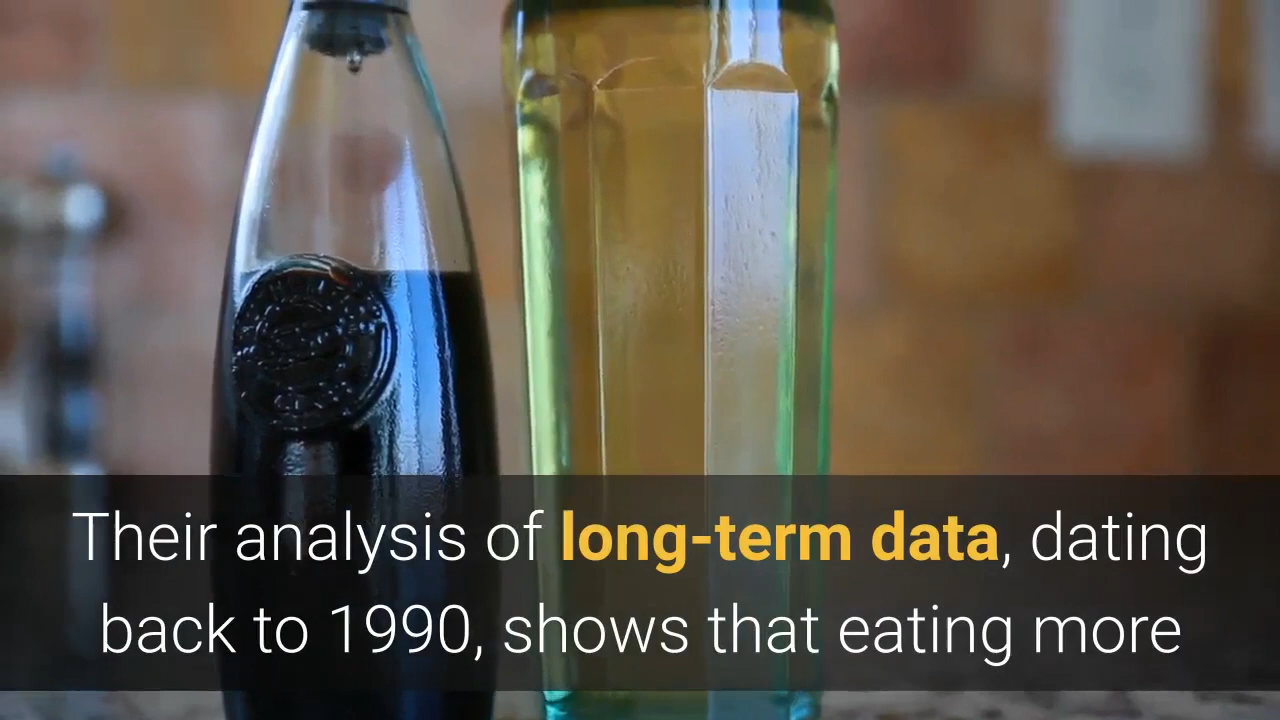 Their analysis of long-term data, dating
back to 1990, shows that eating more